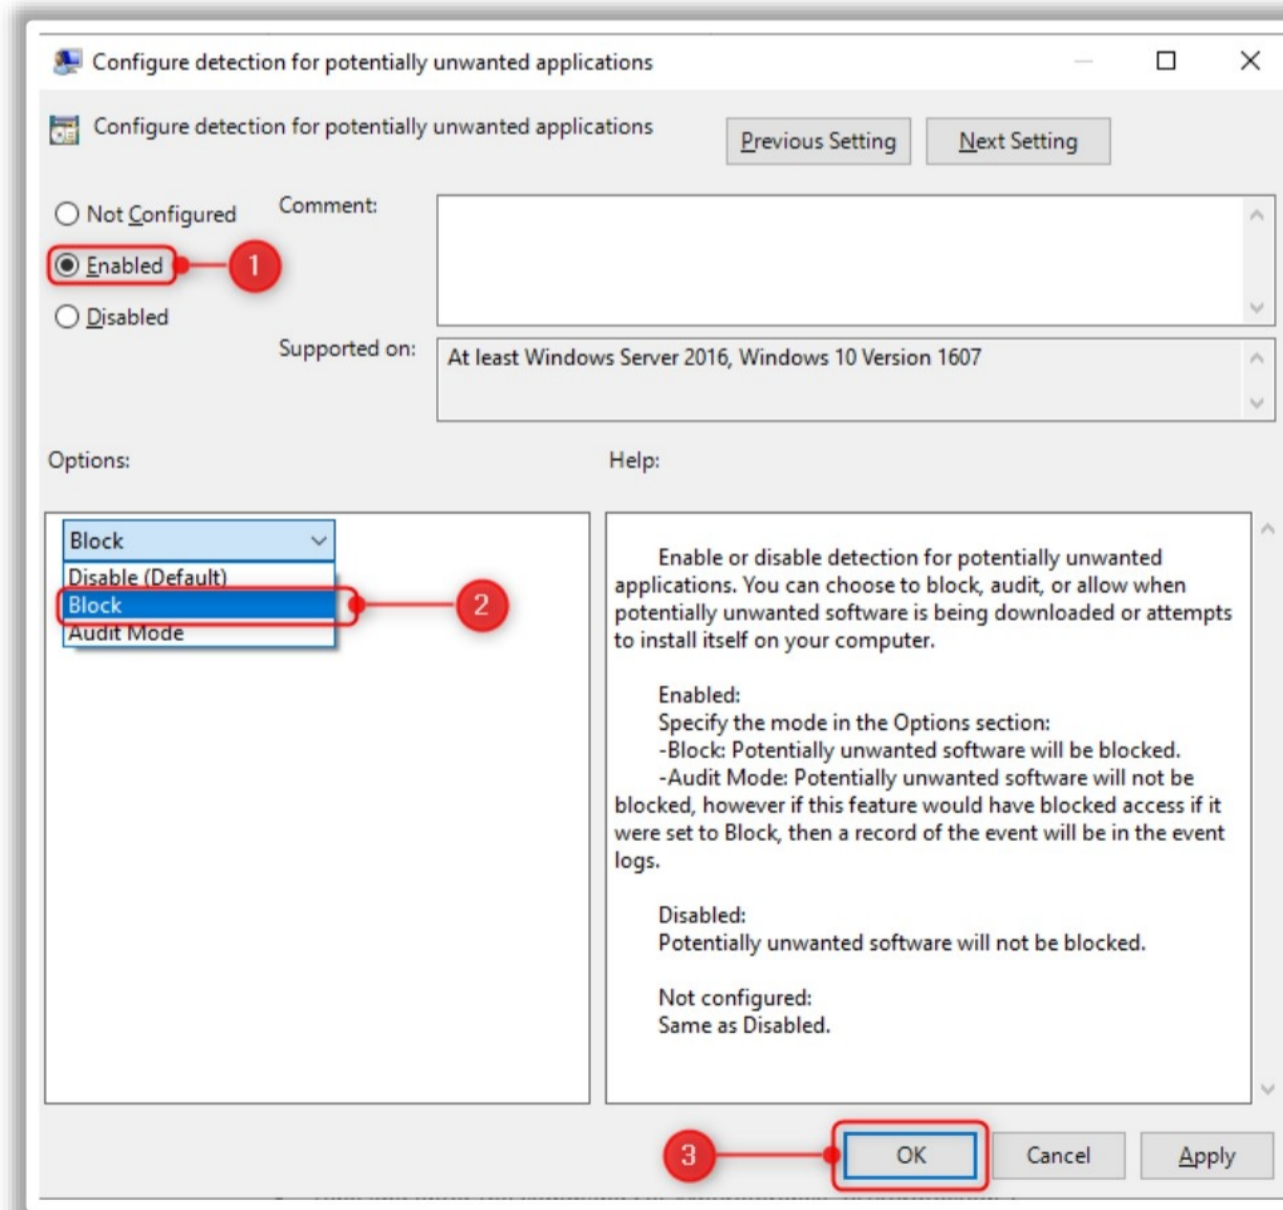 Configure detection for potentially unwanted applications
Configure detection for potentially unwanted applications
Previous Setting
Next Setting
Not Configured
Comment:
Enabled
1
Disabled
Supported on:
At least Windows Server 2016, Windows 10 Version 1607
Options:
Help:
Block
Disable (Default)
Block
2
Audit Mode
Enable or disable detection for potentially unwanted
applications. You can choose to block, audit, or allow when
potentially unwanted software is being downloaded or attempts
to install itself on your computer.
Enabled:
Specify the mode in the Options section:
-Block: Potentially unwanted software will be blocked.
-Audit Mode: Potentially unwanted software will not be
blocked, however if this feature would have blocked access if it
were set to Block, then a record of the event will be in the event
logs.
Disabled:
Potentially unwanted software will not be blocked.
Not configured:
Same as Disabled.
3
OK
Cancel
Apply